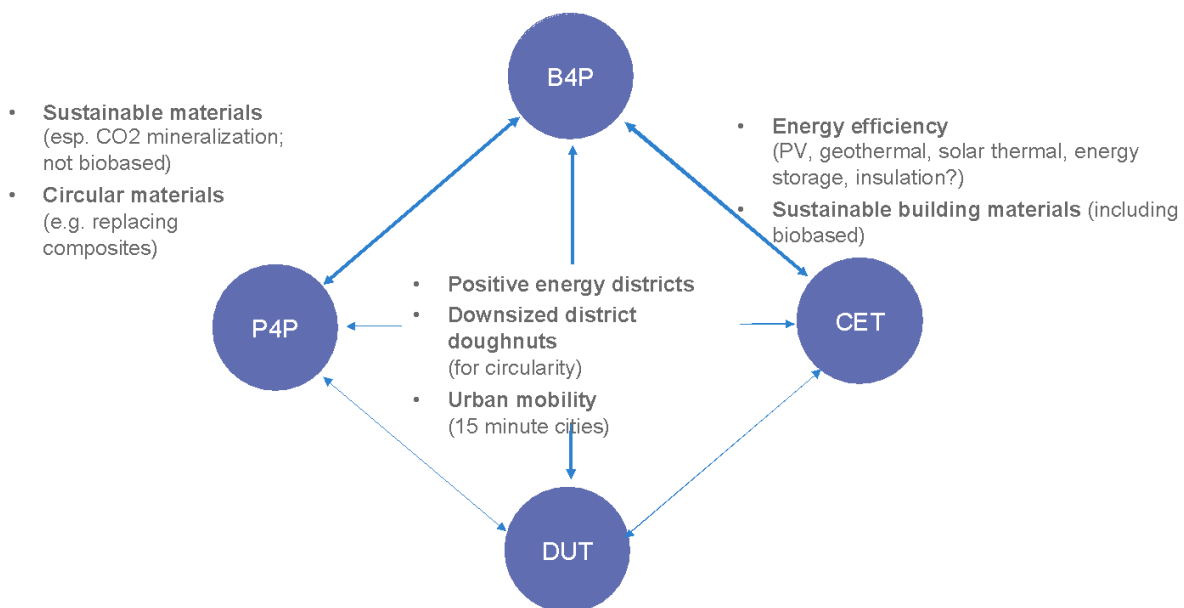 B4P
• Sustainable materials
(esp. CO2 mineralization;
not biobased)
• Circular materials
(e.g. replacing
composites)
• Energy efficiency
(PV, geothermal, solar thermal, energy
storage, insulation?)
• Sustainable building materials (including
biobased)
P4P
• Positive energy districts
• Downsized district
doughnuts
(for circularity)
• Urban mobility
(15 minute cities)
CET
DUT